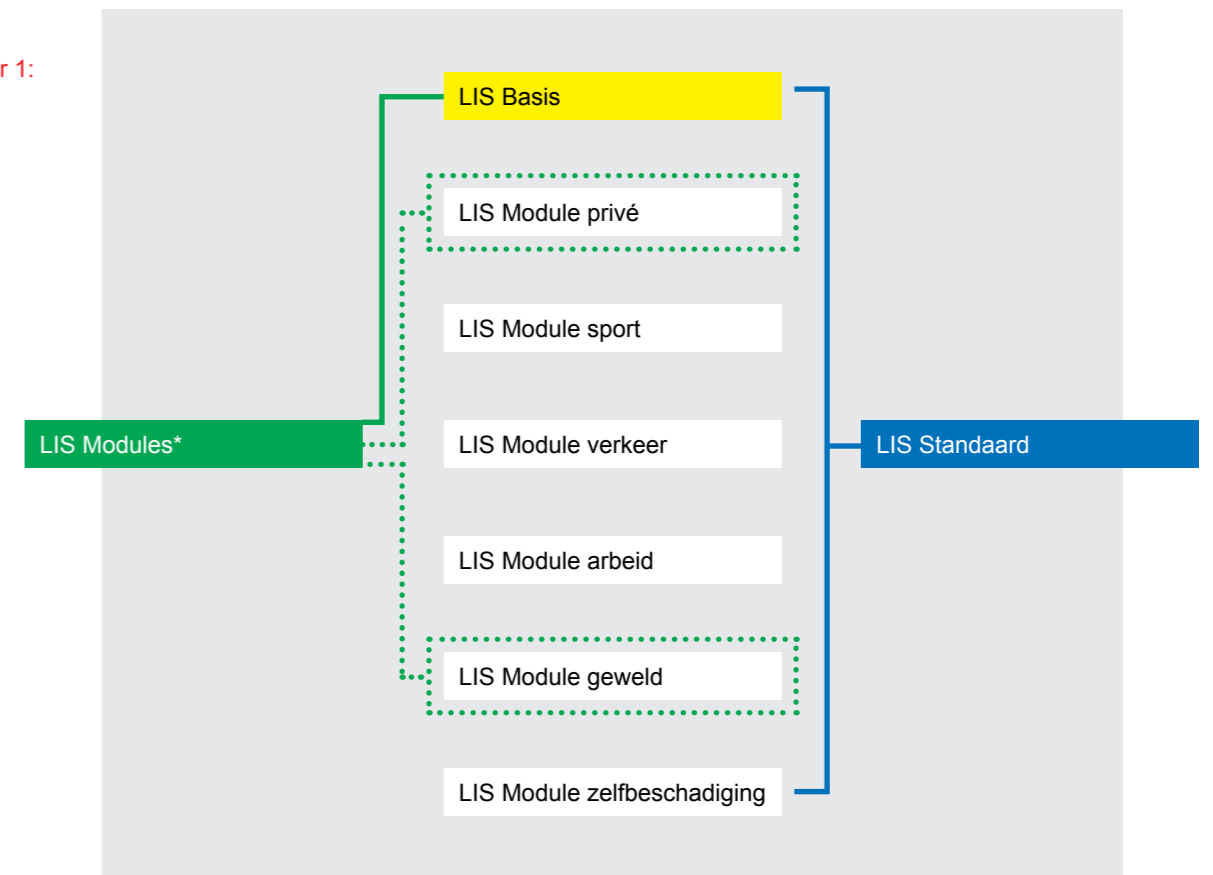 r 1:
LIS Basis
LIS Module privé
LIS Module sport
LIS Modules*
LIS Module verkeer
LIS Standaard
LIS Module arbeid
LIS Module geweld
LIS Module zelfbeschadiging